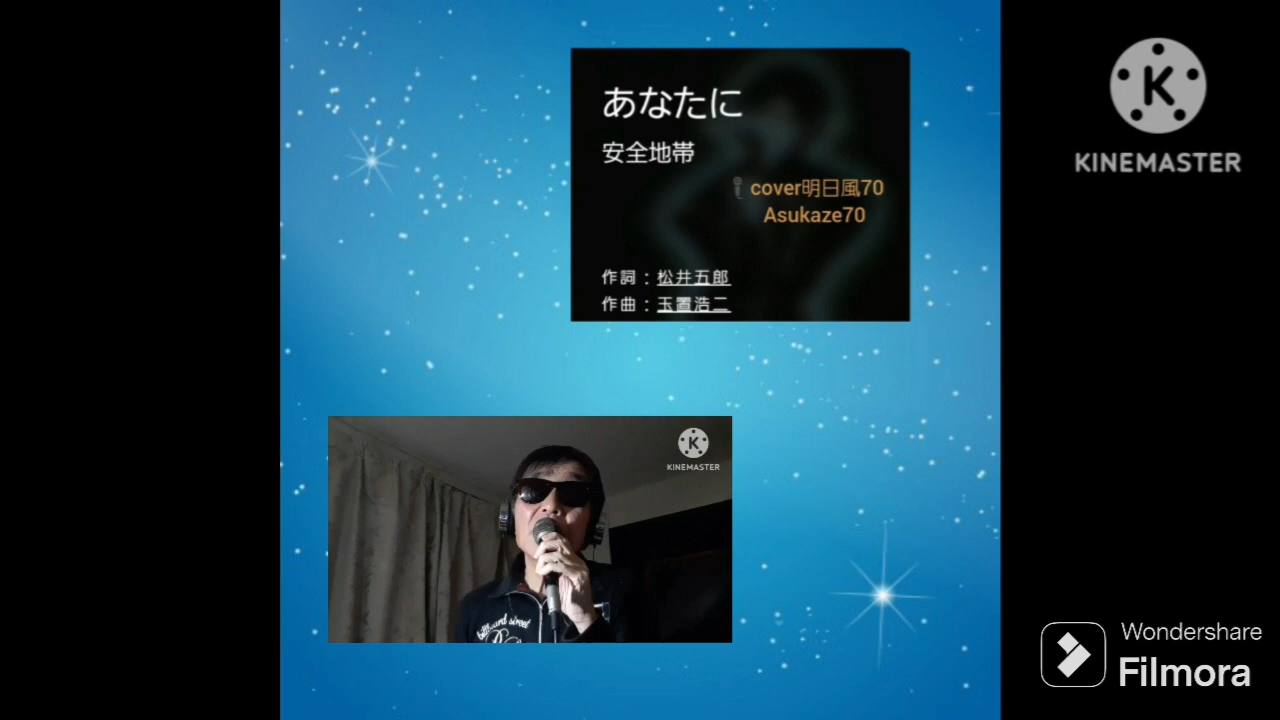 あなたに
安全地帯
cover明日風70
Asukaze70
作詞：松井五郎
作曲：玉置浩二
K
KINEMASTER
K
KINEMASTER
street
Wondershare
Filmora